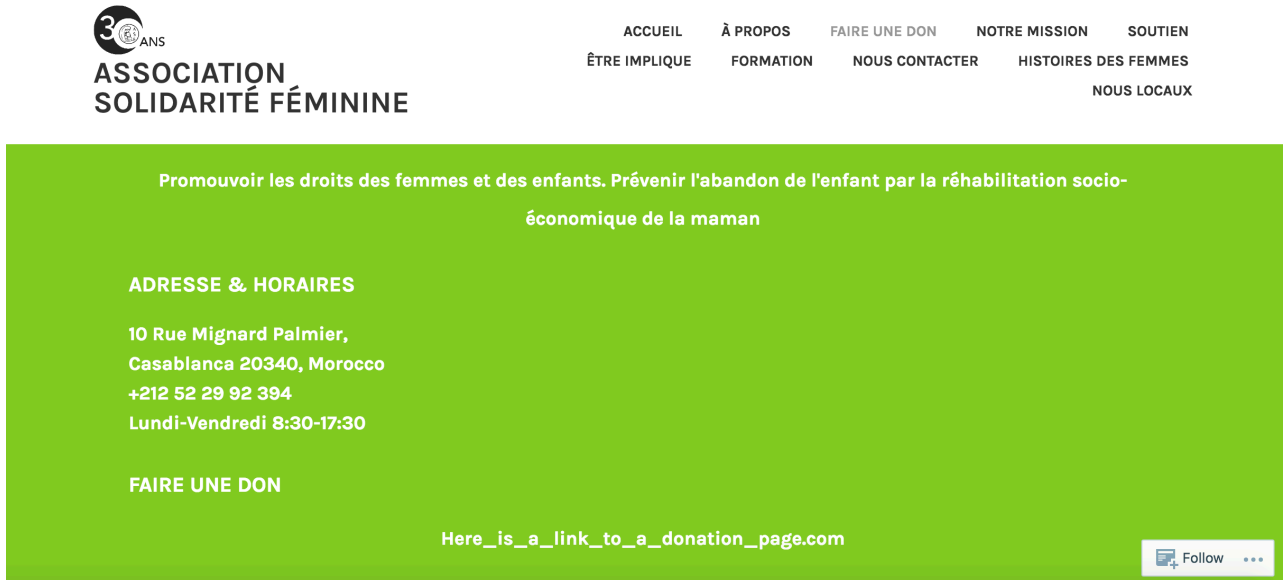 30 ANS
ASSOCIATION
SOLIDARITÉ FÉMININE
ACCUEIL À PROPOS FAIRE UNE DON NOTRE MISSION SOUTIEN
ÊTRE IMPLIQUE FORMATION NOUS CONTACTER HISTOIRES DES FEMMES
NOUS LOCAUX
Promouvoir les droits des femmes et des enfants. Prévenir l'abandon de l'enfant par la réhabilitation socio-
économique de la maman
ADRESSE & HORAIRES
10 Rue Mignard Palmier,
Casablanca 20340, Morocco
+212 52 29 92 394
Lundi-Vendredi 8:30-17:30
FAIRE UNE DON
Here_is_a_link_to_a_donation_page.com
Follow